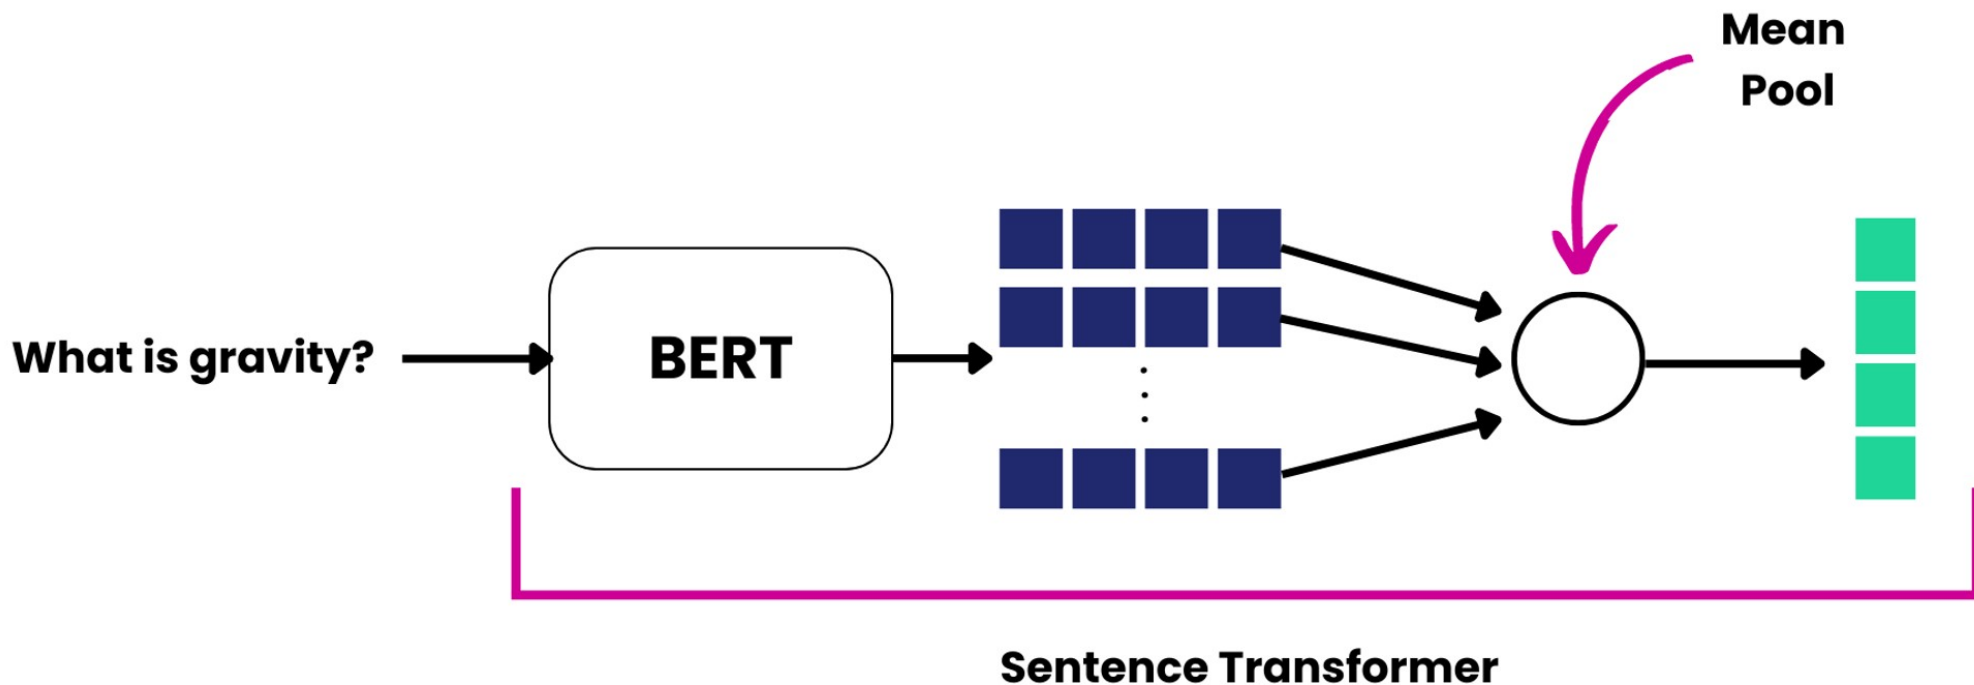 Mean
Pool
What is gravity?
BERT
Sentence Transformer